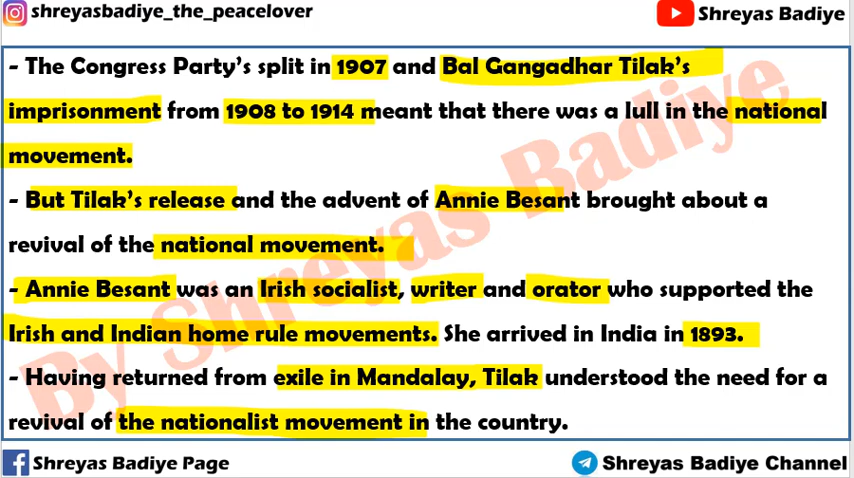 shreyasbadiye_the_peacelover
Shreyas Badiye
- The Congress Party's split in 1907 and Bal Gangadhar Tilak's
imprisonment from 1908 to 1914 meant that there was a lull in the national
movement.
- But Tilak's release and the advent of Annie Besant brought about a
revival of the national movement.
- Annie Besant was an Irish socialist, writer and orator who supported the
Irish and Indian home rule movements. She arrived in India in 1893.
- Having returned from exile in Mandalay, Tilak understood the need for a
revival of the nationalist movement in the country.
By Shreyas Badiye
Shreyas Badiye Page
Shreyas Badiye Channel